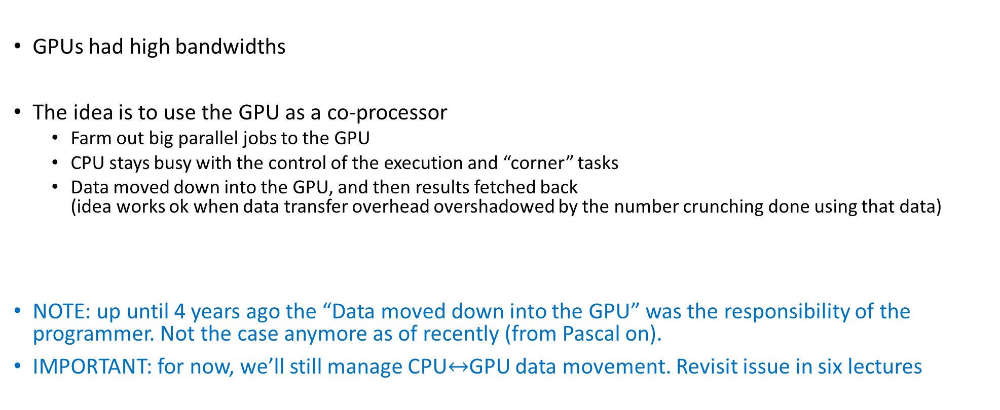 • GPUs had high bandwidths
• The idea is to use the GPU as a co-processor
• Farm out big parallel jobs to the GPU
• CPU stays busy with the control of the execution and “corner” tasks
• Data moved down into the GPU, and then results fetched back
(idea works ok when data transfer overhead overshadowed by the number crunching done using that data)
• NOTE: up until 4 years ago the “Data moved down into the GPU” was the responsibility of the
programmer. Not the case anymore as of recently (from Pascal on).
• IMPORTANT: for now, we’ll still manage CPU↔GPU data movement. Revisit issue in six lectures